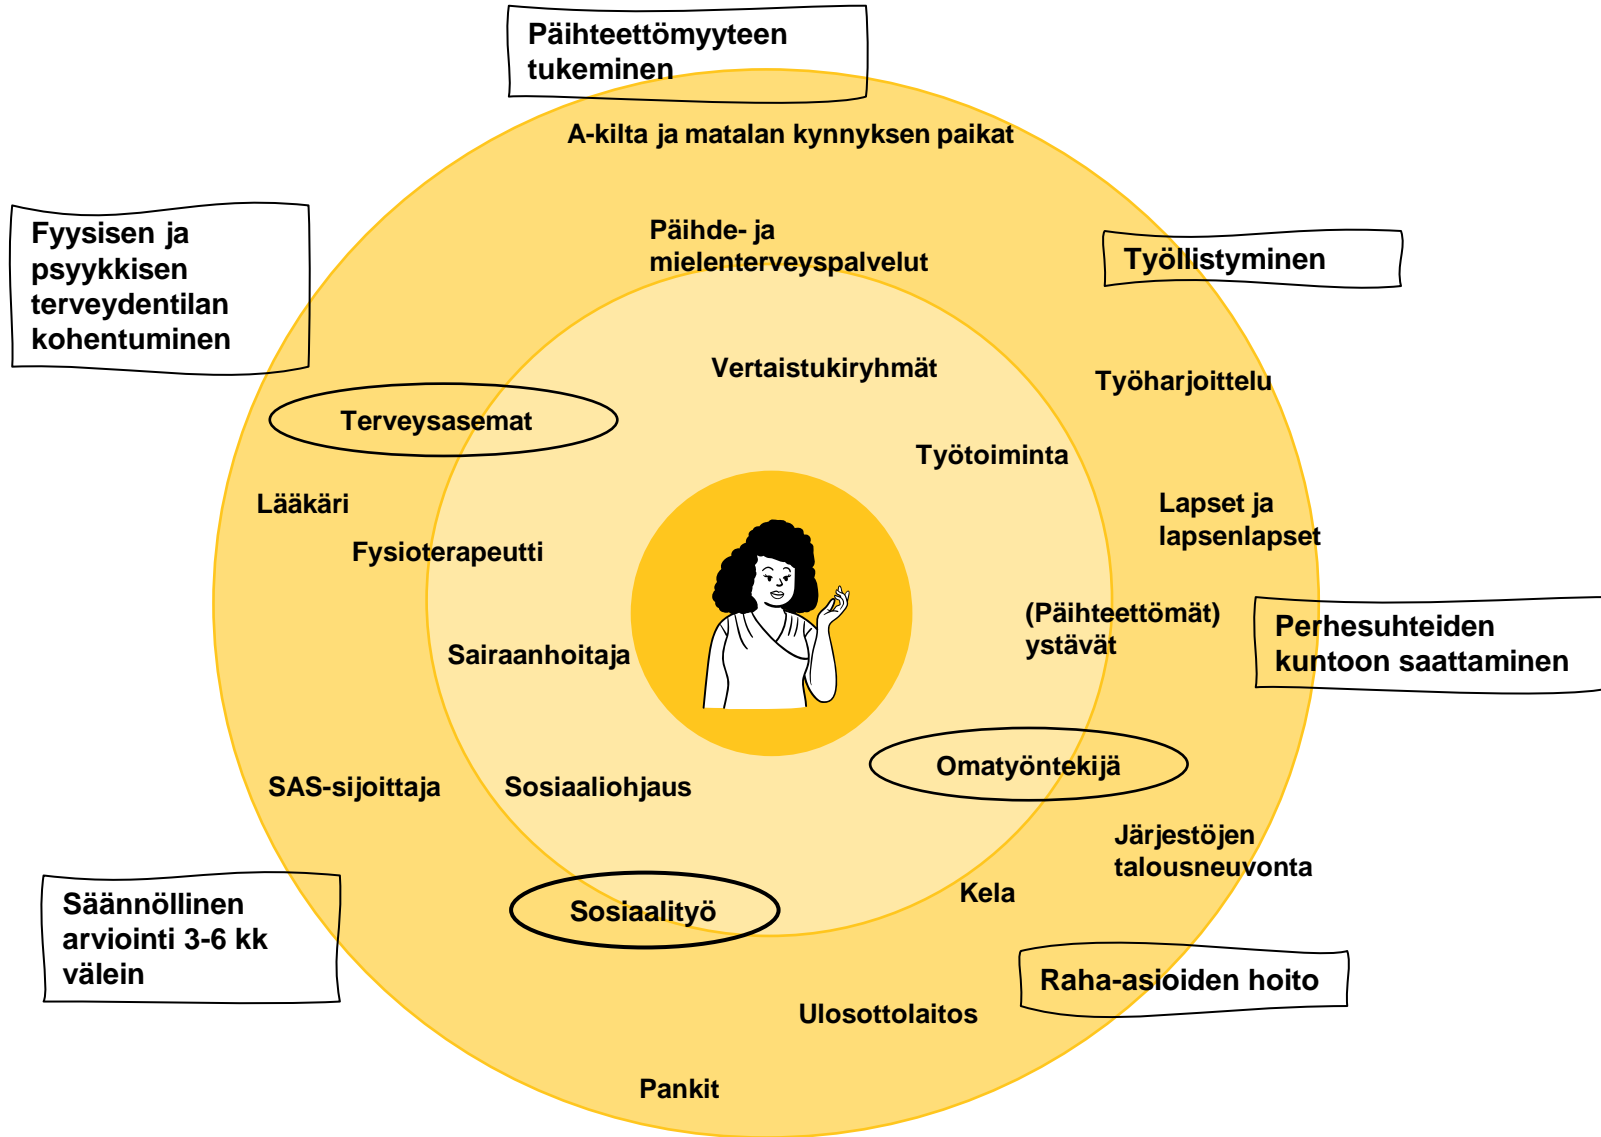 Päihteettömyyteen
tukeminen
A-kilta ja matalan kynnyksen paikat
Fyysisen ja
psyykkisen
terveydentilan
kohentuminen
Päihde- ja
mielenterveyspalvelut
Työllistyminen
Vertaistukiryhmät
Työharjoittelu
Terveysasemat
Työtoiminta
Lääkäri
Lapset ja
lapsenlapset
Fysioterapeutti
(Päihteettömät)
ystävät
Perhesuhteiden
kuntoon saattaminen
Sairaanhoitaja
Omatyöntekijä
SAS-sijoittaja
Sosiaaliohjaus
Järjestöjen
talousneuvonta
Kela
Säännöllinen
arviointi 3-6 kk
välein
Sosiaalityö
Raha-asioiden hoito
Ulosottolaitos
Pankit